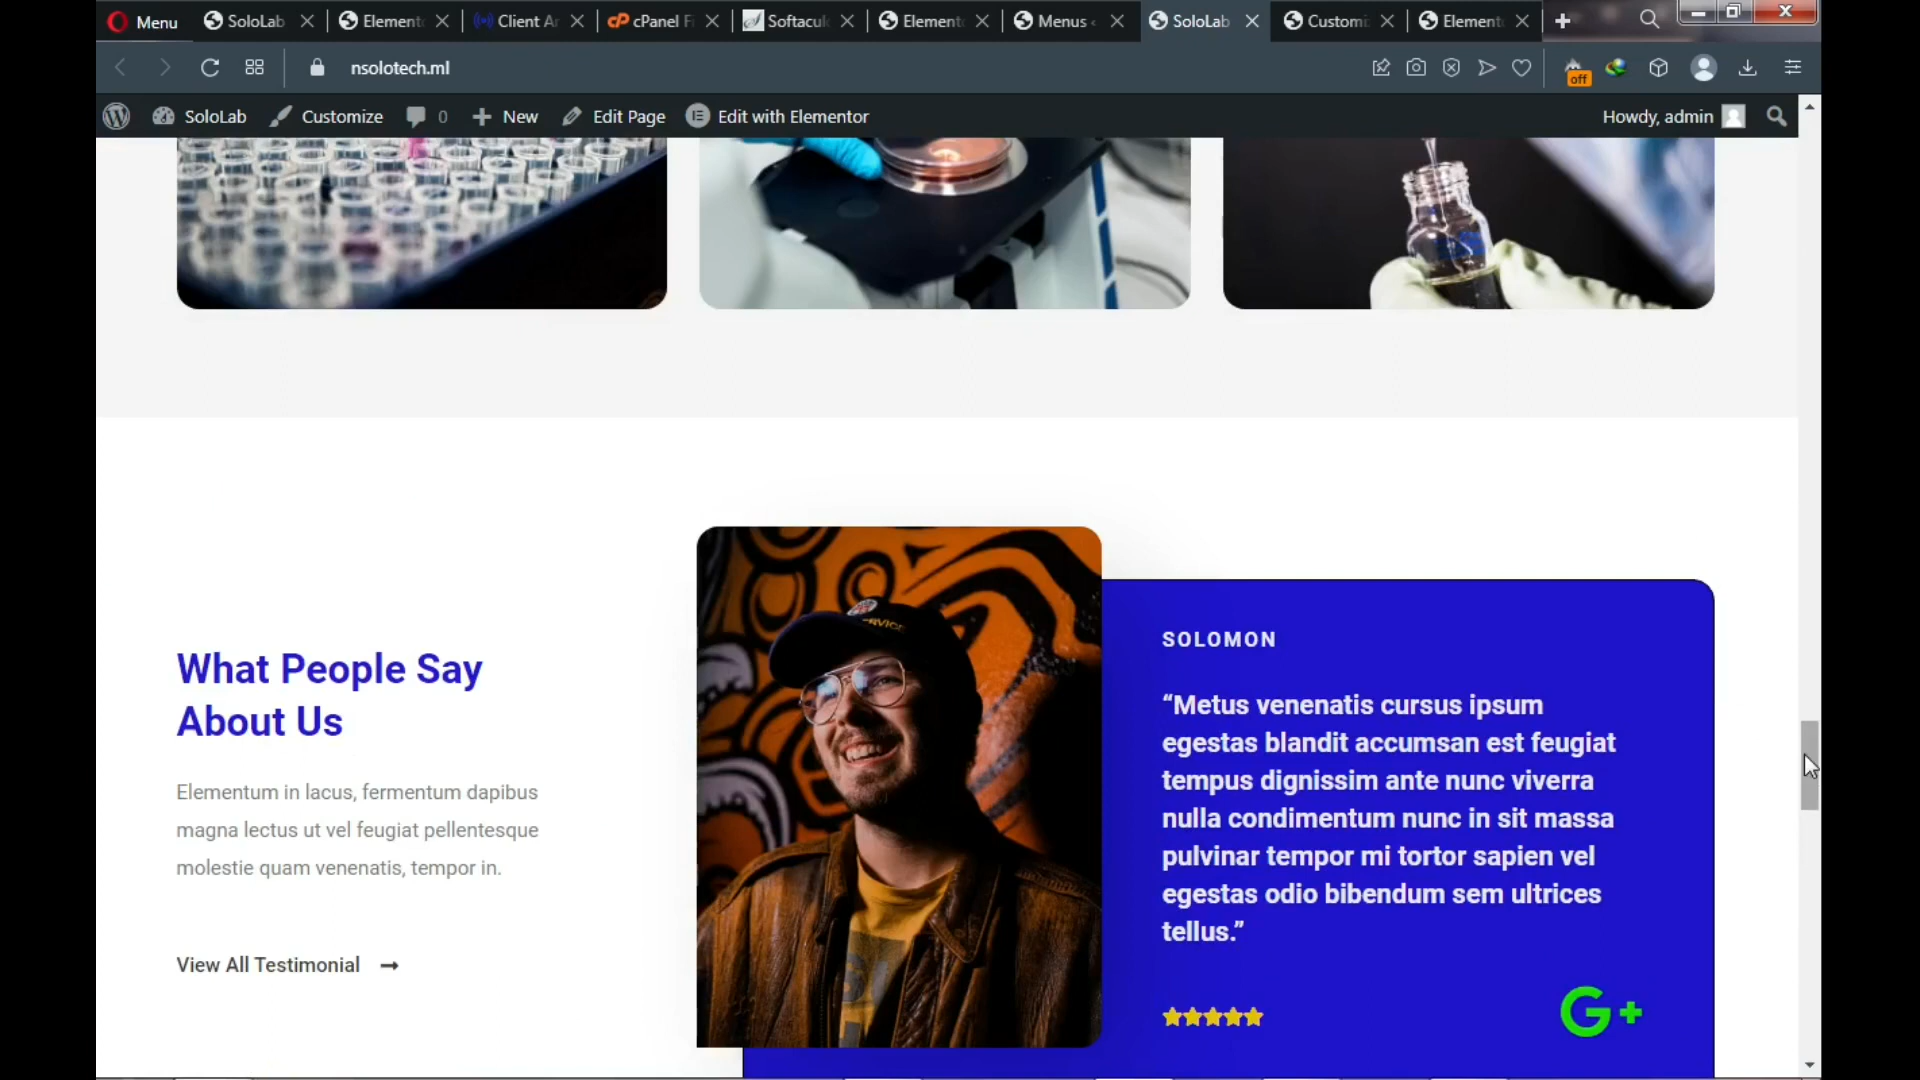 Menu SoloLab Element Client Ar cPanel Fi Softacul Element Menus SoloLab Customi Element
nsolotech.ml
off
SoloLab Customize 0 New Edit Page Edit with Elementor Howdy, admin
What People Say
About Us
Elementum in lacus, fermentum dapibus
magna lectus ut vel feugiat pellentesque
molestie quam venenatis, tempor in.
View All Testimonial
SOLOMON
“Metus venenatis cursus ipsum
egestas blandit accumsan est feugiat
tempus dignissim ante nunc viverra
nulla condimentum nunc in sit massa
pulvinar tempor mi tortor sapien vel
egestas odio bibendum sem ultrices
tellus.”
G+